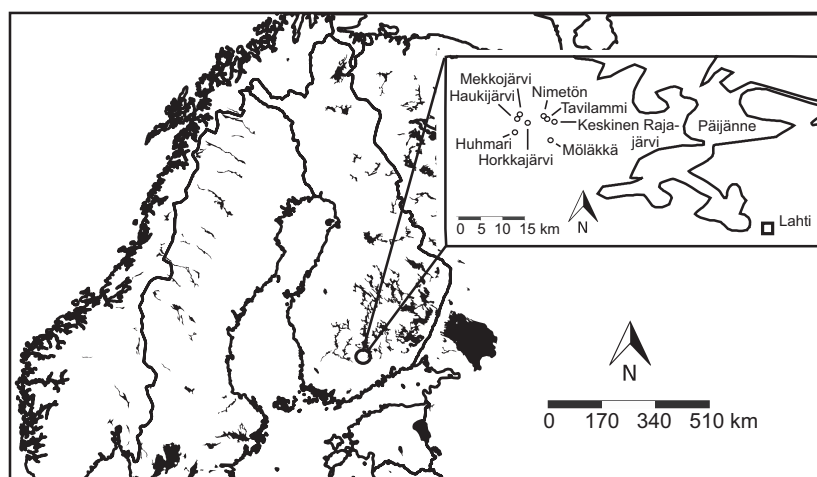 Mekkojärvi
Nimetön
Haukijärvi
Tavilammi
Keskinen Raja-
järvi
Päijänne
Huhmari
Möläkkä
Horkkajärvi
Lahti
N
0 5 10 15 km
N
0 170 340 510 km